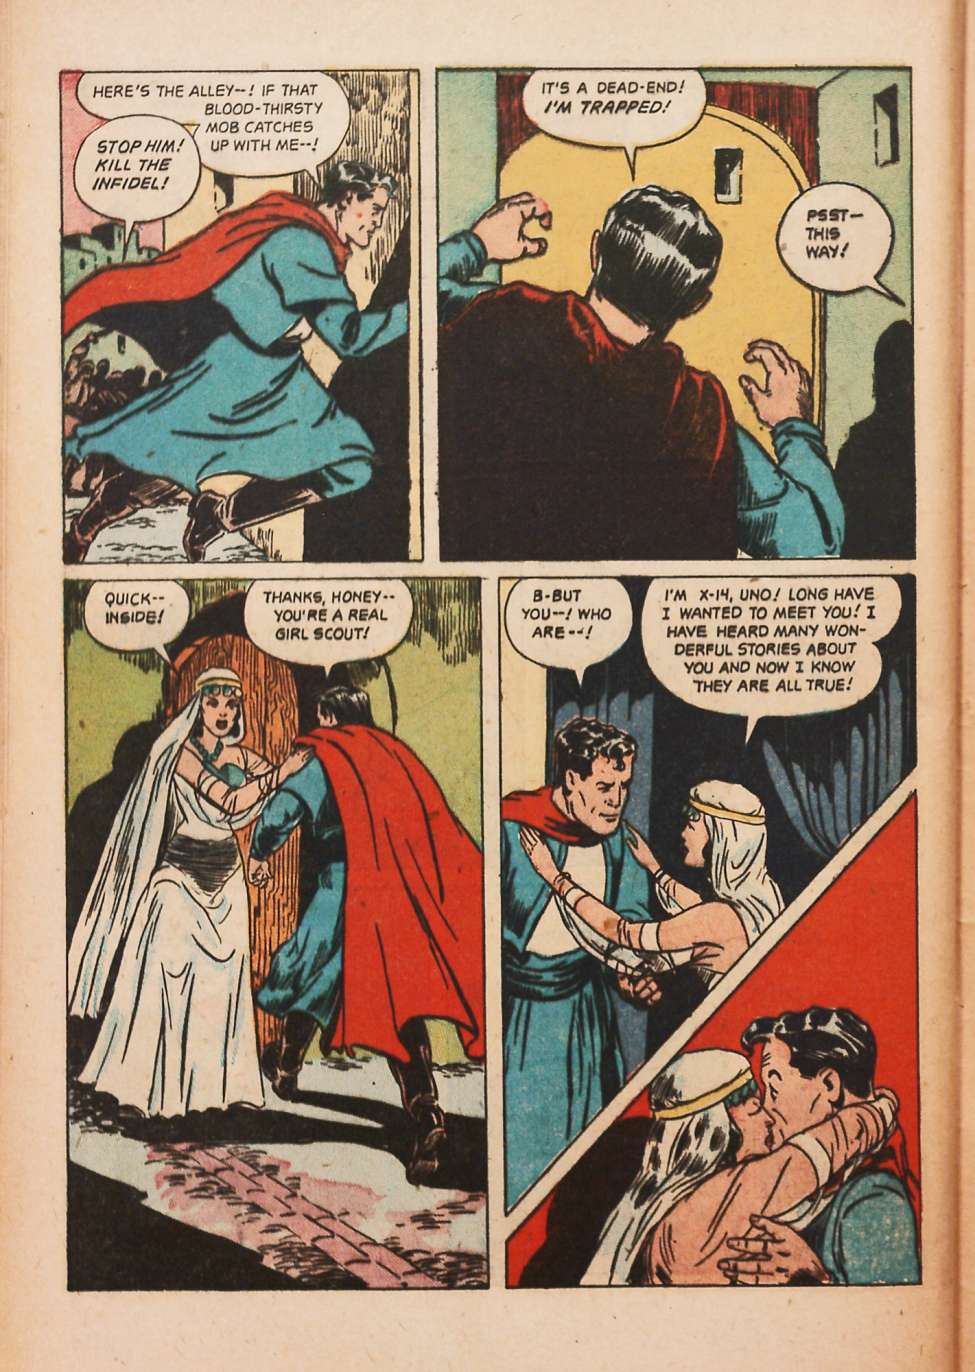 HERE'S THE ALLEY--! IF THAT
BLOOD-THIRSTY
MOB CATCHES
UP WITH ME--!
STOP HIM!
KILL THE
INFIDEL!
IT'S A DEAD-END!
I'M TRAPPED!
PSST—
THIS
WAY!
QUICK--
INSIDE!
THANKS, HONEY--
YOU'RE A REAL
GIRL SCOUT!
B-BUT
YOU--! WHO
ARE--!
I'M X-14, UNO! LONG HAVE
I WANTED TO MEET YOU! I
HAVE HEARD MANY WON-
DERFUL STORIES ABOUT
YOU AND NOW I KNOW
THEY ARE ALL TRUE!